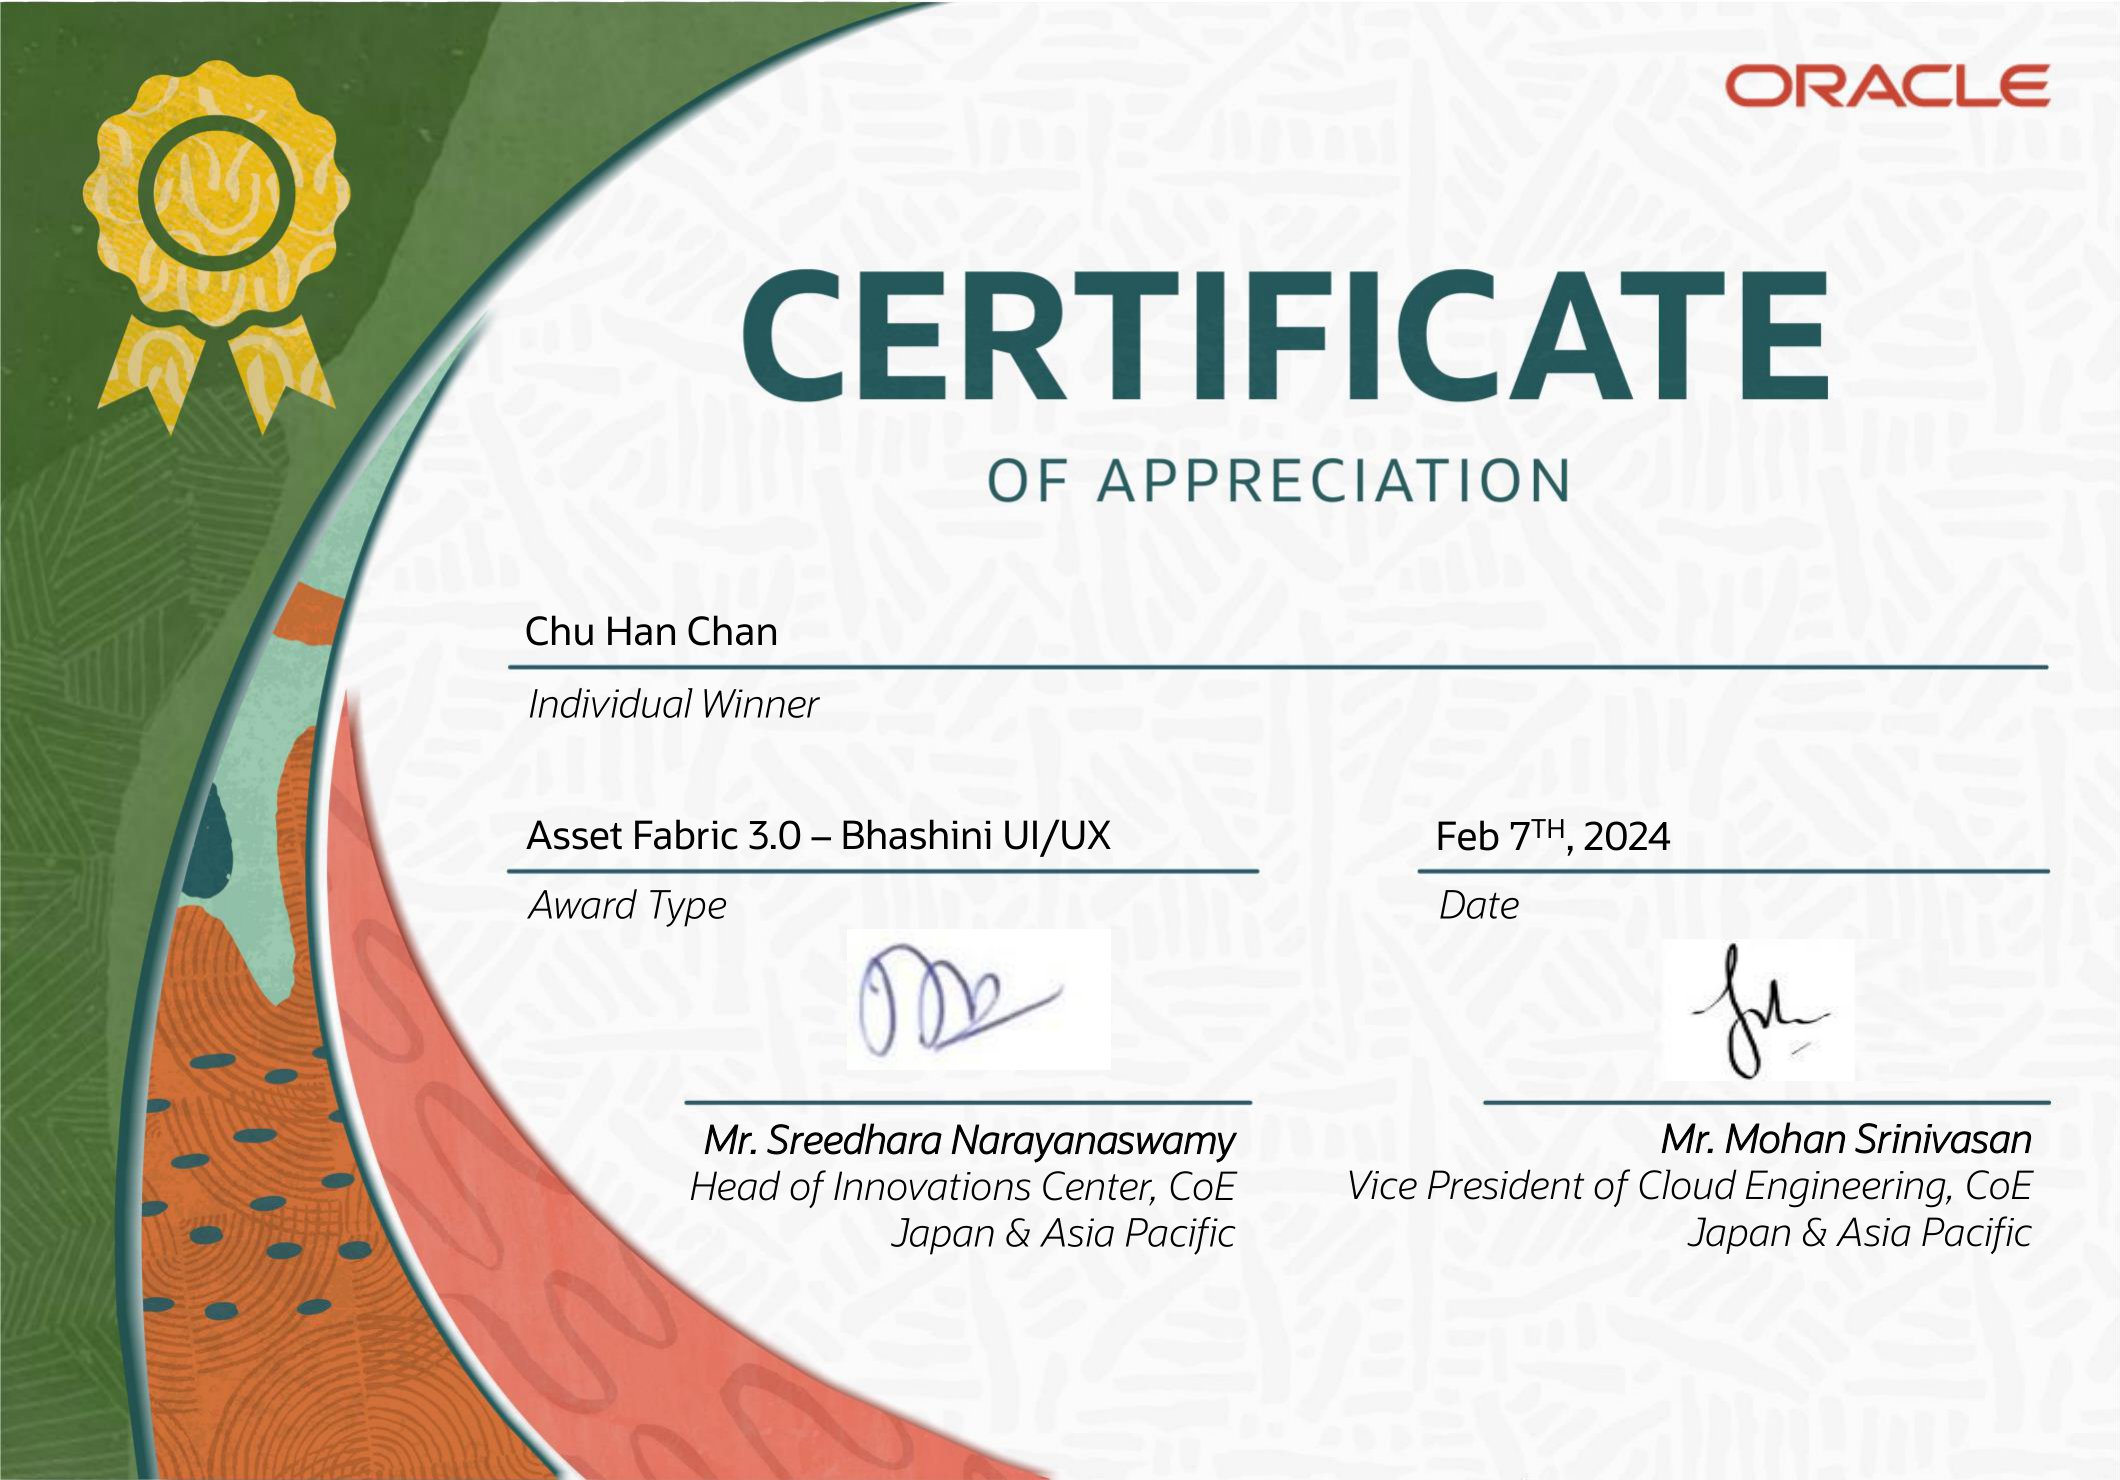 ORACLE
CERTIFICATE
OF APPRECIATION
Chu Han Chan
Individual Winner
Asset Fabric 3.0 – Bhashini UI/UX
Feb 7TH, 2024
Award Type
Date
Mr. Sreedhara Narayanaswamy
Head of Innovations Center, CoE
Japan & Asia Pacific
Mr. Mohan Srinivasan
Vice President of Cloud Engineering, CoE
Japan & Asia Pacific